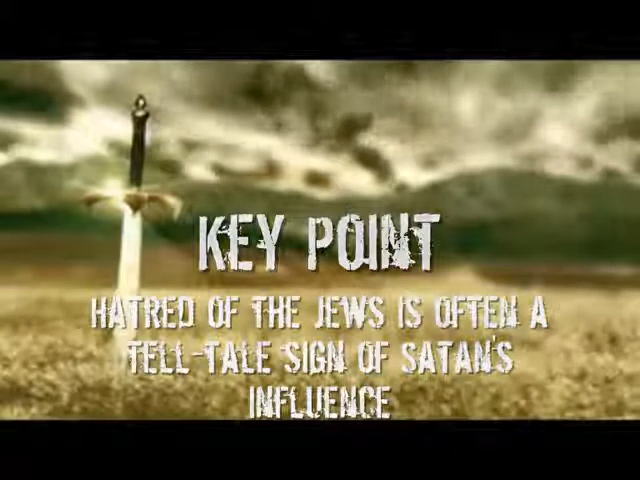 KEY POINT
HATRED OF THE JEWS IS OFTEN A
TELL-TALE SIGN OF SATAN'S
INFLUENCE